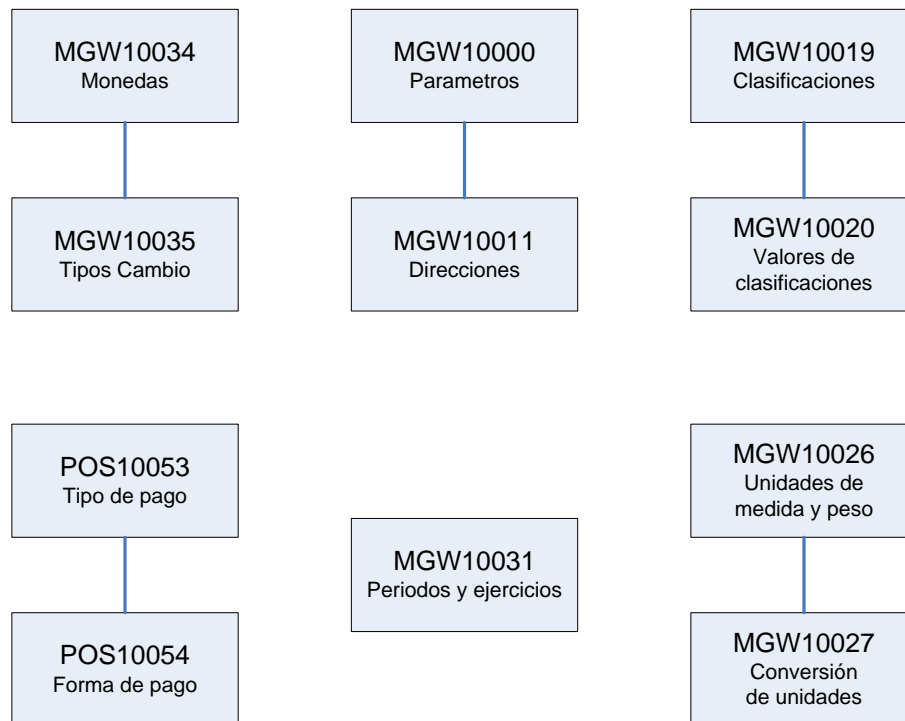 MGW10034
Monedas
MGW10000
Parametros
MGW10019
Clasificaciones
MGW10035
Tipos Cambio
MGW10011
Direcciones
MGW10020
Valores de
clasificaciones
POS10053
Tipo de pago
MGW10026
Unidades de
medida y peso
MGW10031
Periodos y ejercicios
POS10054
Forma de pago
MGW10027
Conversión
de unidades